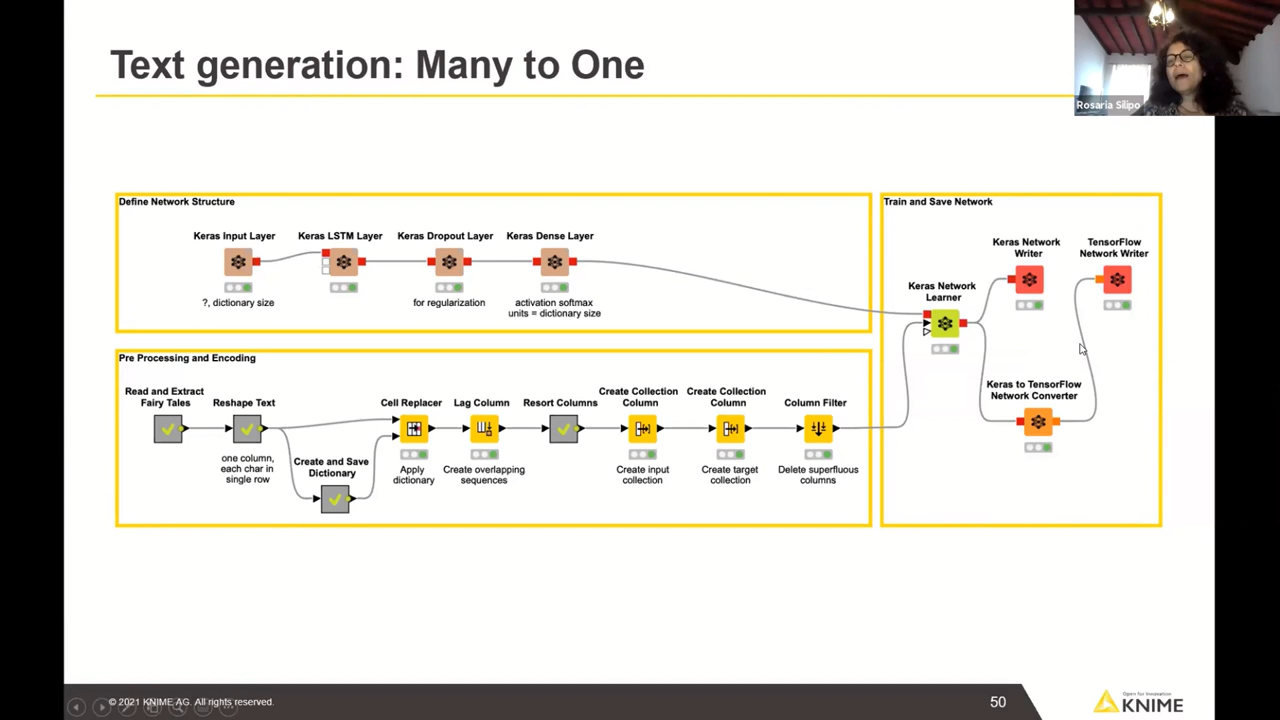 Text generation: Many to One
Rosaria Silipo
Define Network Structure
Keras Input Layer
?, dictionary size
Keras LSTM Layer
Keras Dropout Layer
for regularization
Keras Dense Layer
activation softmax
units = dictionary size
Pre Processing and Encoding
Read and Extract
Fairy Tales
Reshape Text
one column,
each char in
single row
Create and Save
Dictionary
Cell Replacer
Apply
dictionary
Lag Column
Create overlapping
sequences
Resort Columns
Create Collection
Column
Create input
collection
Create Collection
Column
Create target
collection
Column Filter
Delete superfluous
columns
Train and Save Network
Keras Network
Learner
Keras Network
Writer
TensorFlow
Network Writer
Keras to TensorFlow
Network Converter
© 2021 KNIME AG. All rights reserved.
50
Open for Innovation
KNIME